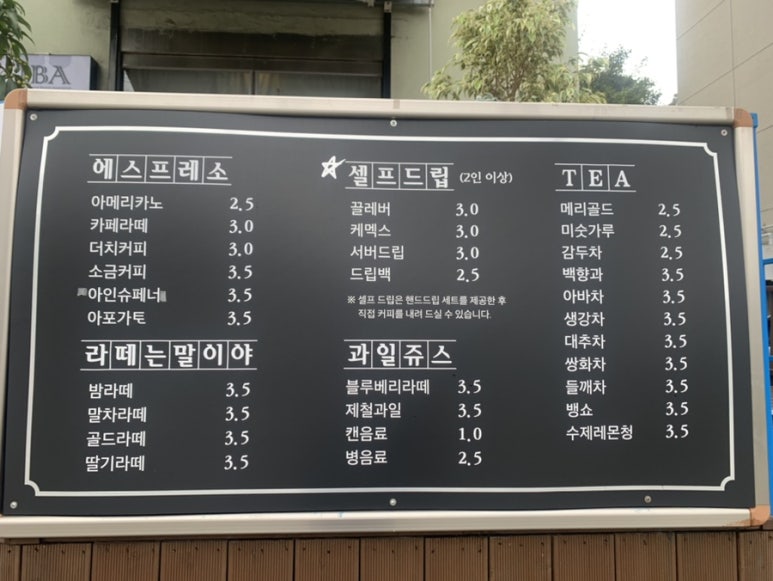 BA
에스프레소
아메리카노 2.5
카페라떼 3.0
더치커피 3.0
소금커피 3.5
아인슈페너 3.5
아포가토 3.5
라떼는말이야
밤라떼 3.5
말차라떼 3.5
골드라떼 3.5
딸기라떼 3.5
셀프드립 (2인 이상)
끌레버 3.0
케멕스 3.0
서버드립 3.0
드립백 2.5
※ 셀프 드립은 핸드드립 세트를 제공한 후
직접 커피를 내려 드실 수 있습니다.
과일쥬스
블루베리라떼 3.5
제철과일 3.5
캔음료 1.0
병음료 2.5
TEA
메리골드 2.5
미숫가루 2.5
감두차 2.5
백향과 3.5
아바차 3.5
생강차 3.5
대추차 3.5
쌍화차 3.5
들깨차 3.5
뱅쇼 3.5
수제레몬청 3.5